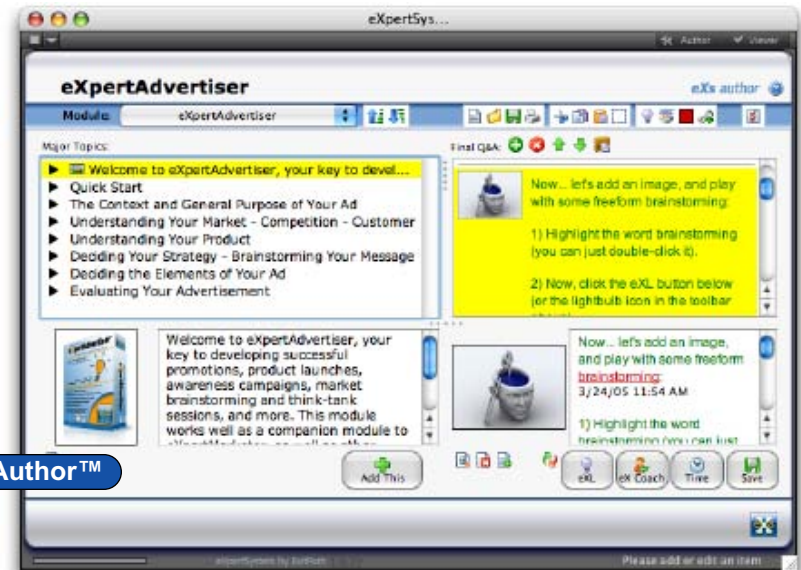 eXpertSys...
Author Viewer
eXpertAdvertiser
eXs author
Module: eXpertAdvertiser
Major Topics:
Welcome to eXpertAdvertiser, your key to devel...
Quick Start
The Context and General Purpose of Your Ad
Understanding Your Market - Competition - Customer
Understanding Your Product
Deciding Your Strategy - Brainstorming Your Message
Deciding the Elements of Your Ad
Evaluating Your Advertisement
Final Q&A:
Now... let's add an image, and play
with some freeform brainstorming:
1) Highlight the word brainstorming
(you can just double-click it).
2) Now, click the eXL button below
(or the lightbulb icon in the toolbar
Welcome to eXpertAdvertiser, your
key to developing successful
promotions, product launches,
awareness campaigns, market
brainstorming and think-tank
sessions, and more. This module
works well as a companion module to
Now... let's add an image,
and play with some freeform
brainstorming:
3/24/05 11:54 AM
1) Highlight the word
brainstorming (you can just
Author™
Add This
eXL
eX Coach
Time
Save
Please add or edit an item